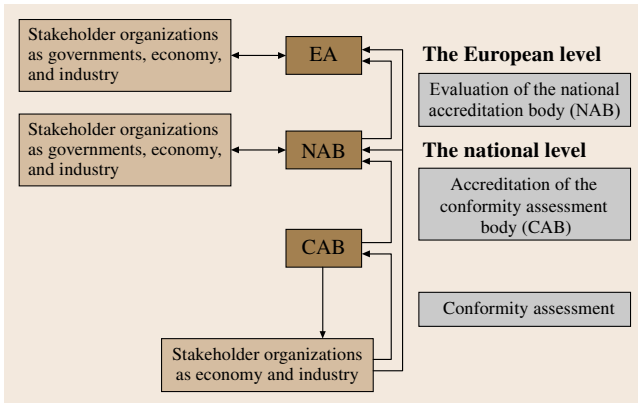 Stakeholder organizations
as governments, economy,
and industry
EA
The European level
Evaluation of the national
accreditation body (NAB)
Stakeholder organizations
as governments, economy,
and industry
NAB
The national level
Accreditation of the
conformity assessment
body (CAB)
CAB
Conformity assessment
Stakeholder organizations
as economy and industry